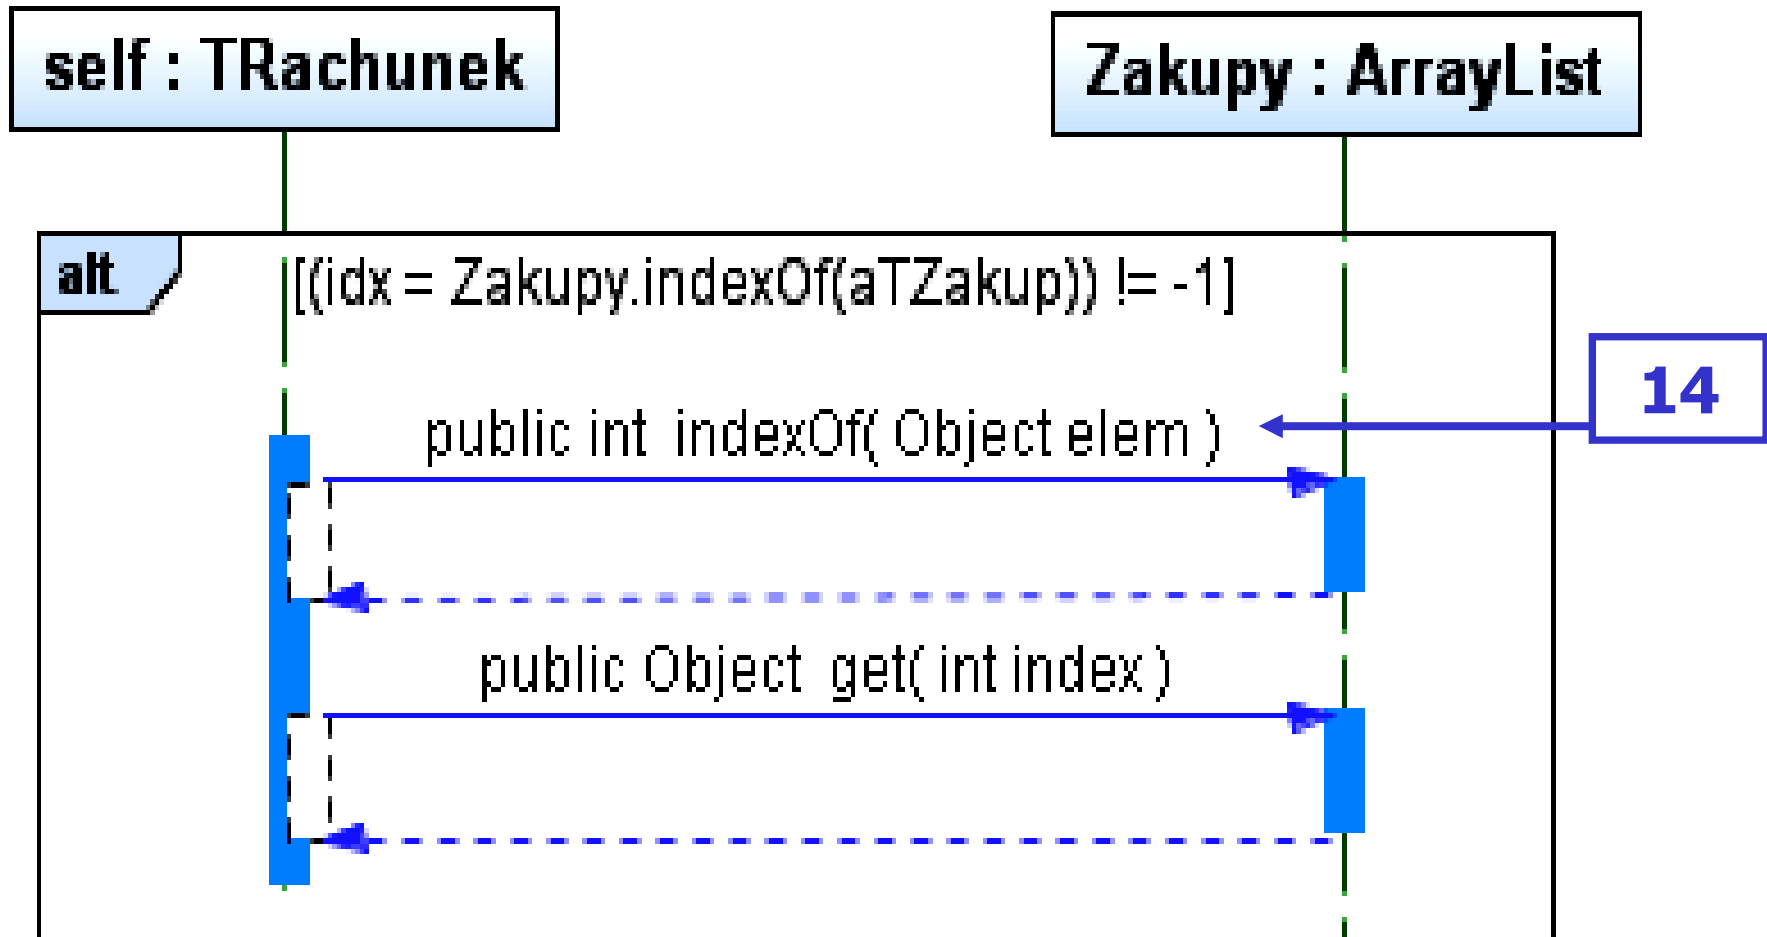 self : TRachunek
Zakupy : ArrayList
alt
[(idx = Zakupy.indexOf(aTZakup)) != -1]
14
public int indexOf( Object elem )
public Object get( int index )